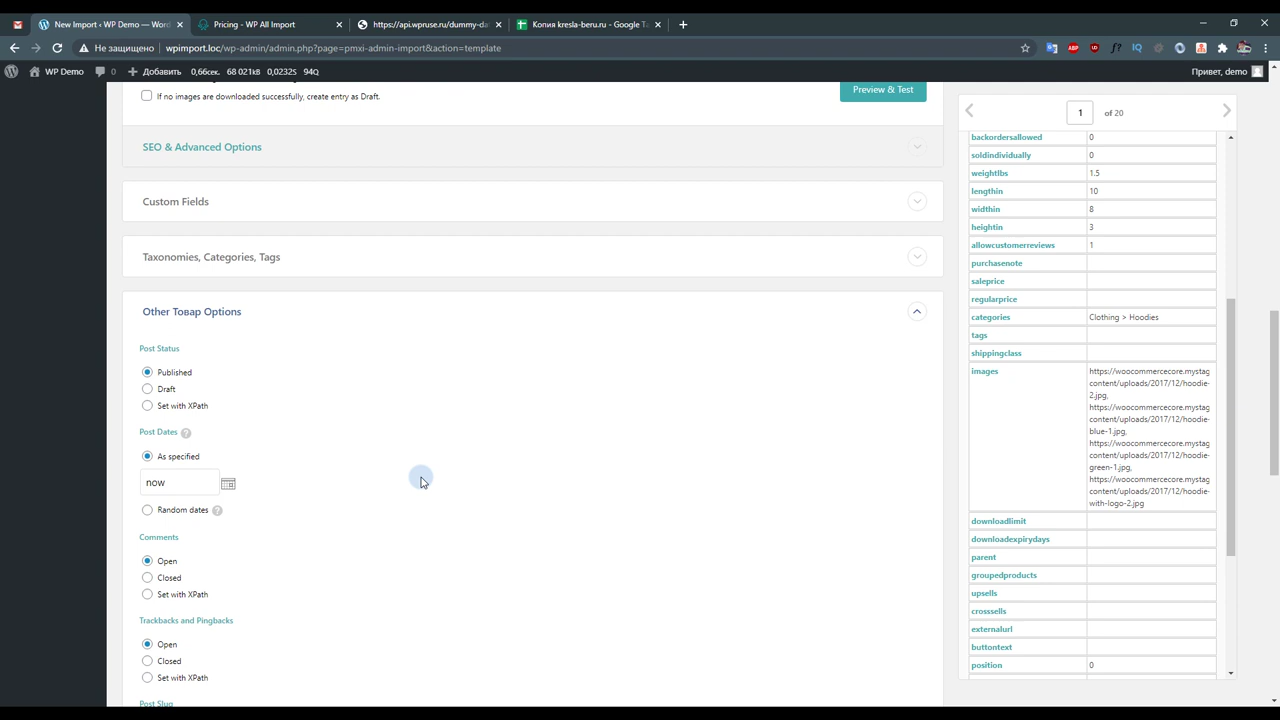 New Import ‹ WP Demo — Word
Pricing - WP All Import
https://api.wpruse.ru/dummy-da
Копия kresla-beru.ru - Google Та
Не защищено
wpimport.loc/wp-admin/admin.php?page=pmxi-admin-import&action=template
WP Demo
0
Добавить
0,66сек.
68 021kB
0,0232S
94Q
Привет, demo
If no images are downloaded successfully, create entry as Draft.
Preview & Test
SEO & Advanced Options
Custom Fields
Taxonomies, Categories, Tags
Other Товар Options
Post Status
Published
Draft
Set with XPath
Post Dates ?
As specified
now
Random dates ?
Comments
Open
Closed
Set with XPath
Trackbacks and Pingbacks
Open
Closed
Set with XPath
Post Slug
1 of 20
backordersallowed 0
soldindividually 0
weightlbs 1.5
lengthin 10
widthin 8
heightin 3
allowcustomerreviews 1
purchasenote
saleprice
regularprice
categories Clothing > Hoodies
tags
shippingclass
images https://woocommercecore.mystag
content/uploads/2017/12/hoodie-
2.jpg,
https://woocommercecore.mystag
content/uploads/2017/12/hoodie-
blue-1.jpg,
https://woocommercecore.mystag
content/uploads/2017/12/hoodie-
green-1.jpg,
https://woocommercecore.mystag
content/uploads/2017/12/hoodie-
with-logo-2.jpg
downloadlimit
downloadexpirydays
parent
groupedproducts
upsells
crosssells
externalurl
buttontext
position 0